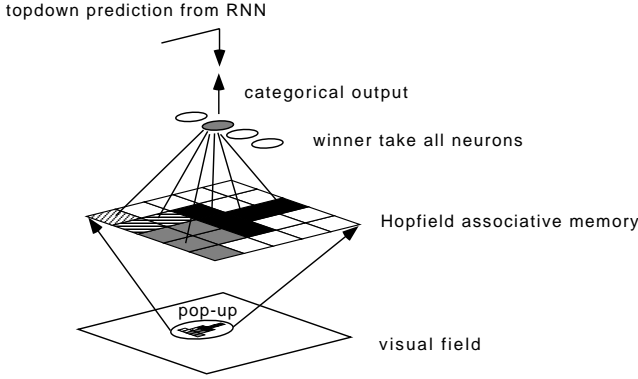 topdown prediction from RNN
categorical output
winner take all neurons
Hopfield associative memory
pop-up
visual field